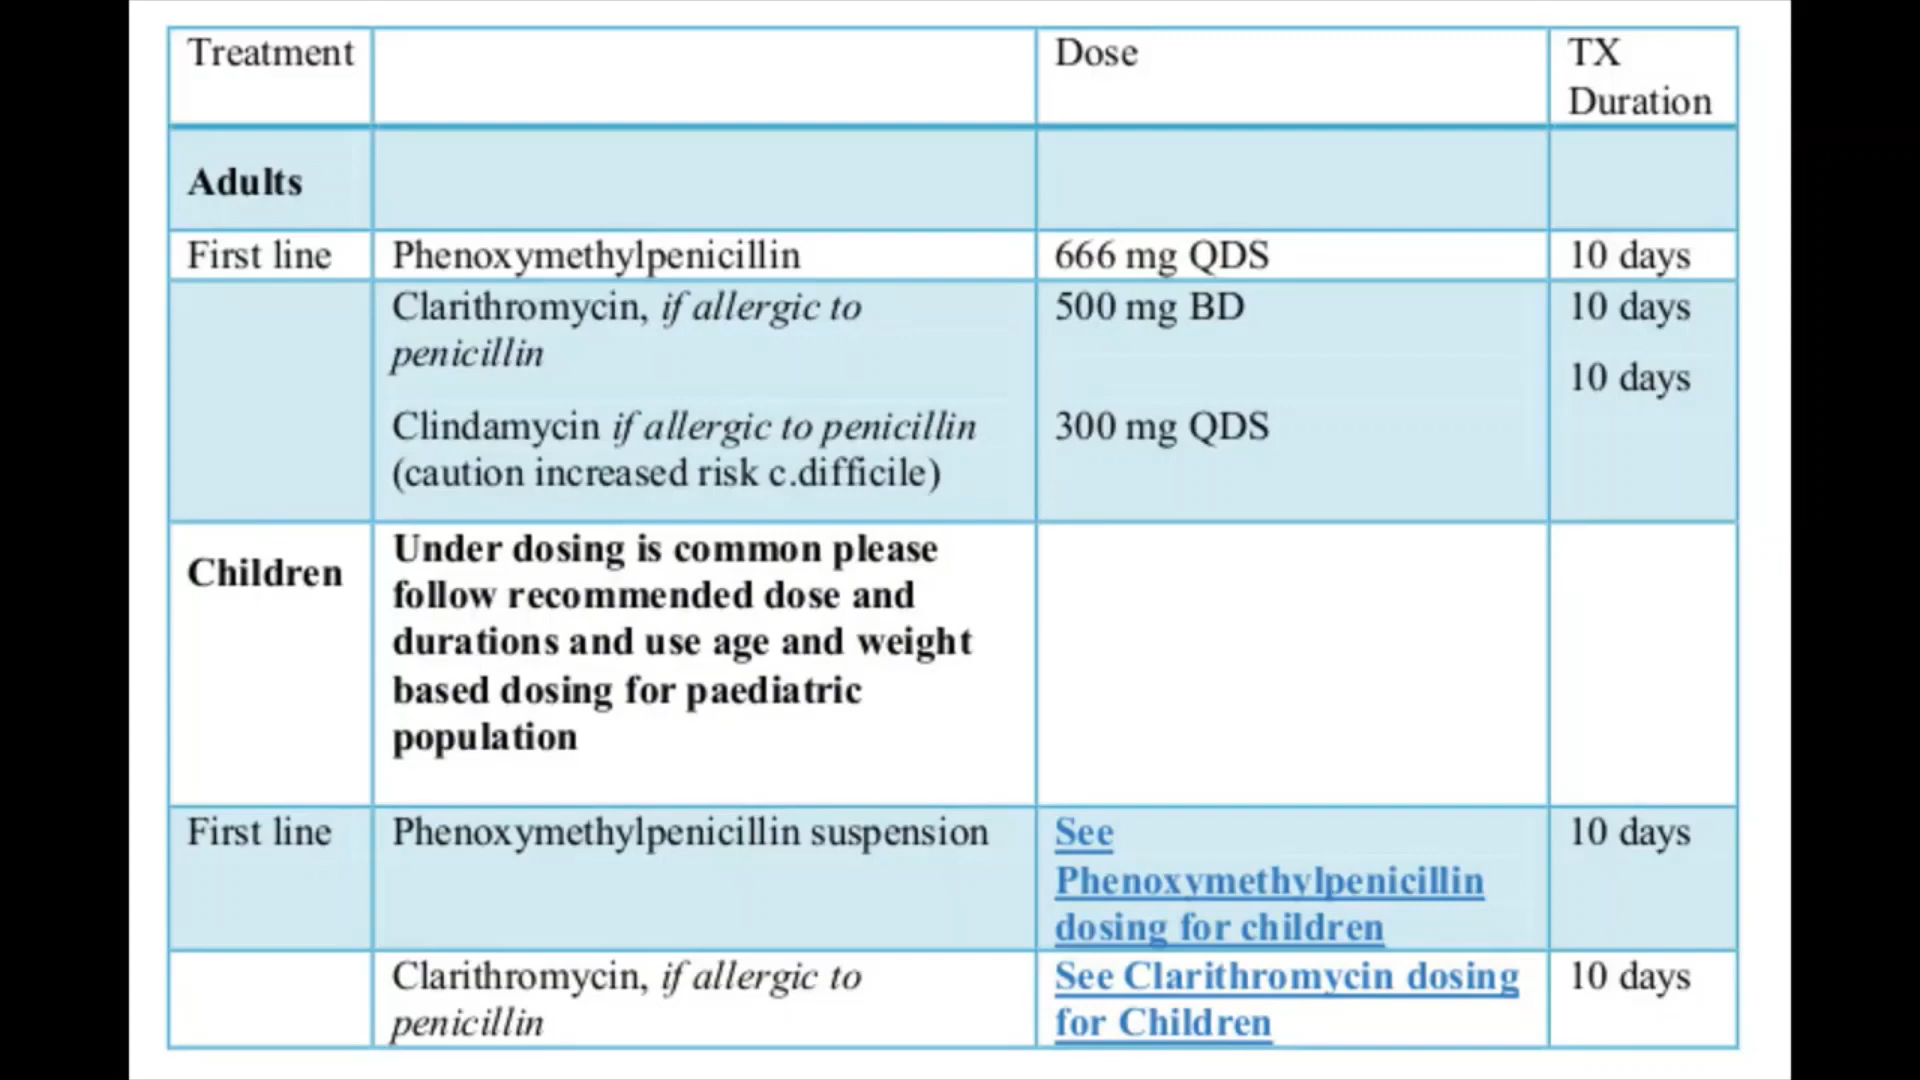 Treatment
Dose
TX
Duration
Adults
First line
Phenoxymethylpenicillin
666 mg QDS
10 days
Clarithromycin, if allergic to
penicillin
500 mg BD
10 days
10 days
Clindamycin if allergic to penicillin
(caution increased risk c.difficile)
300 mg QDS
Children
Under dosing is common please
follow recommended dose and
durations and use age and weight
based dosing for paediatric
population
First line
Phenoxymethylpenicillin suspension
See
Phenoxymethylpenicillin
dosing for children
10 days
Clarithromycin, if allergic to
penicillin
See Clarithromycin dosing
for Children
10 days